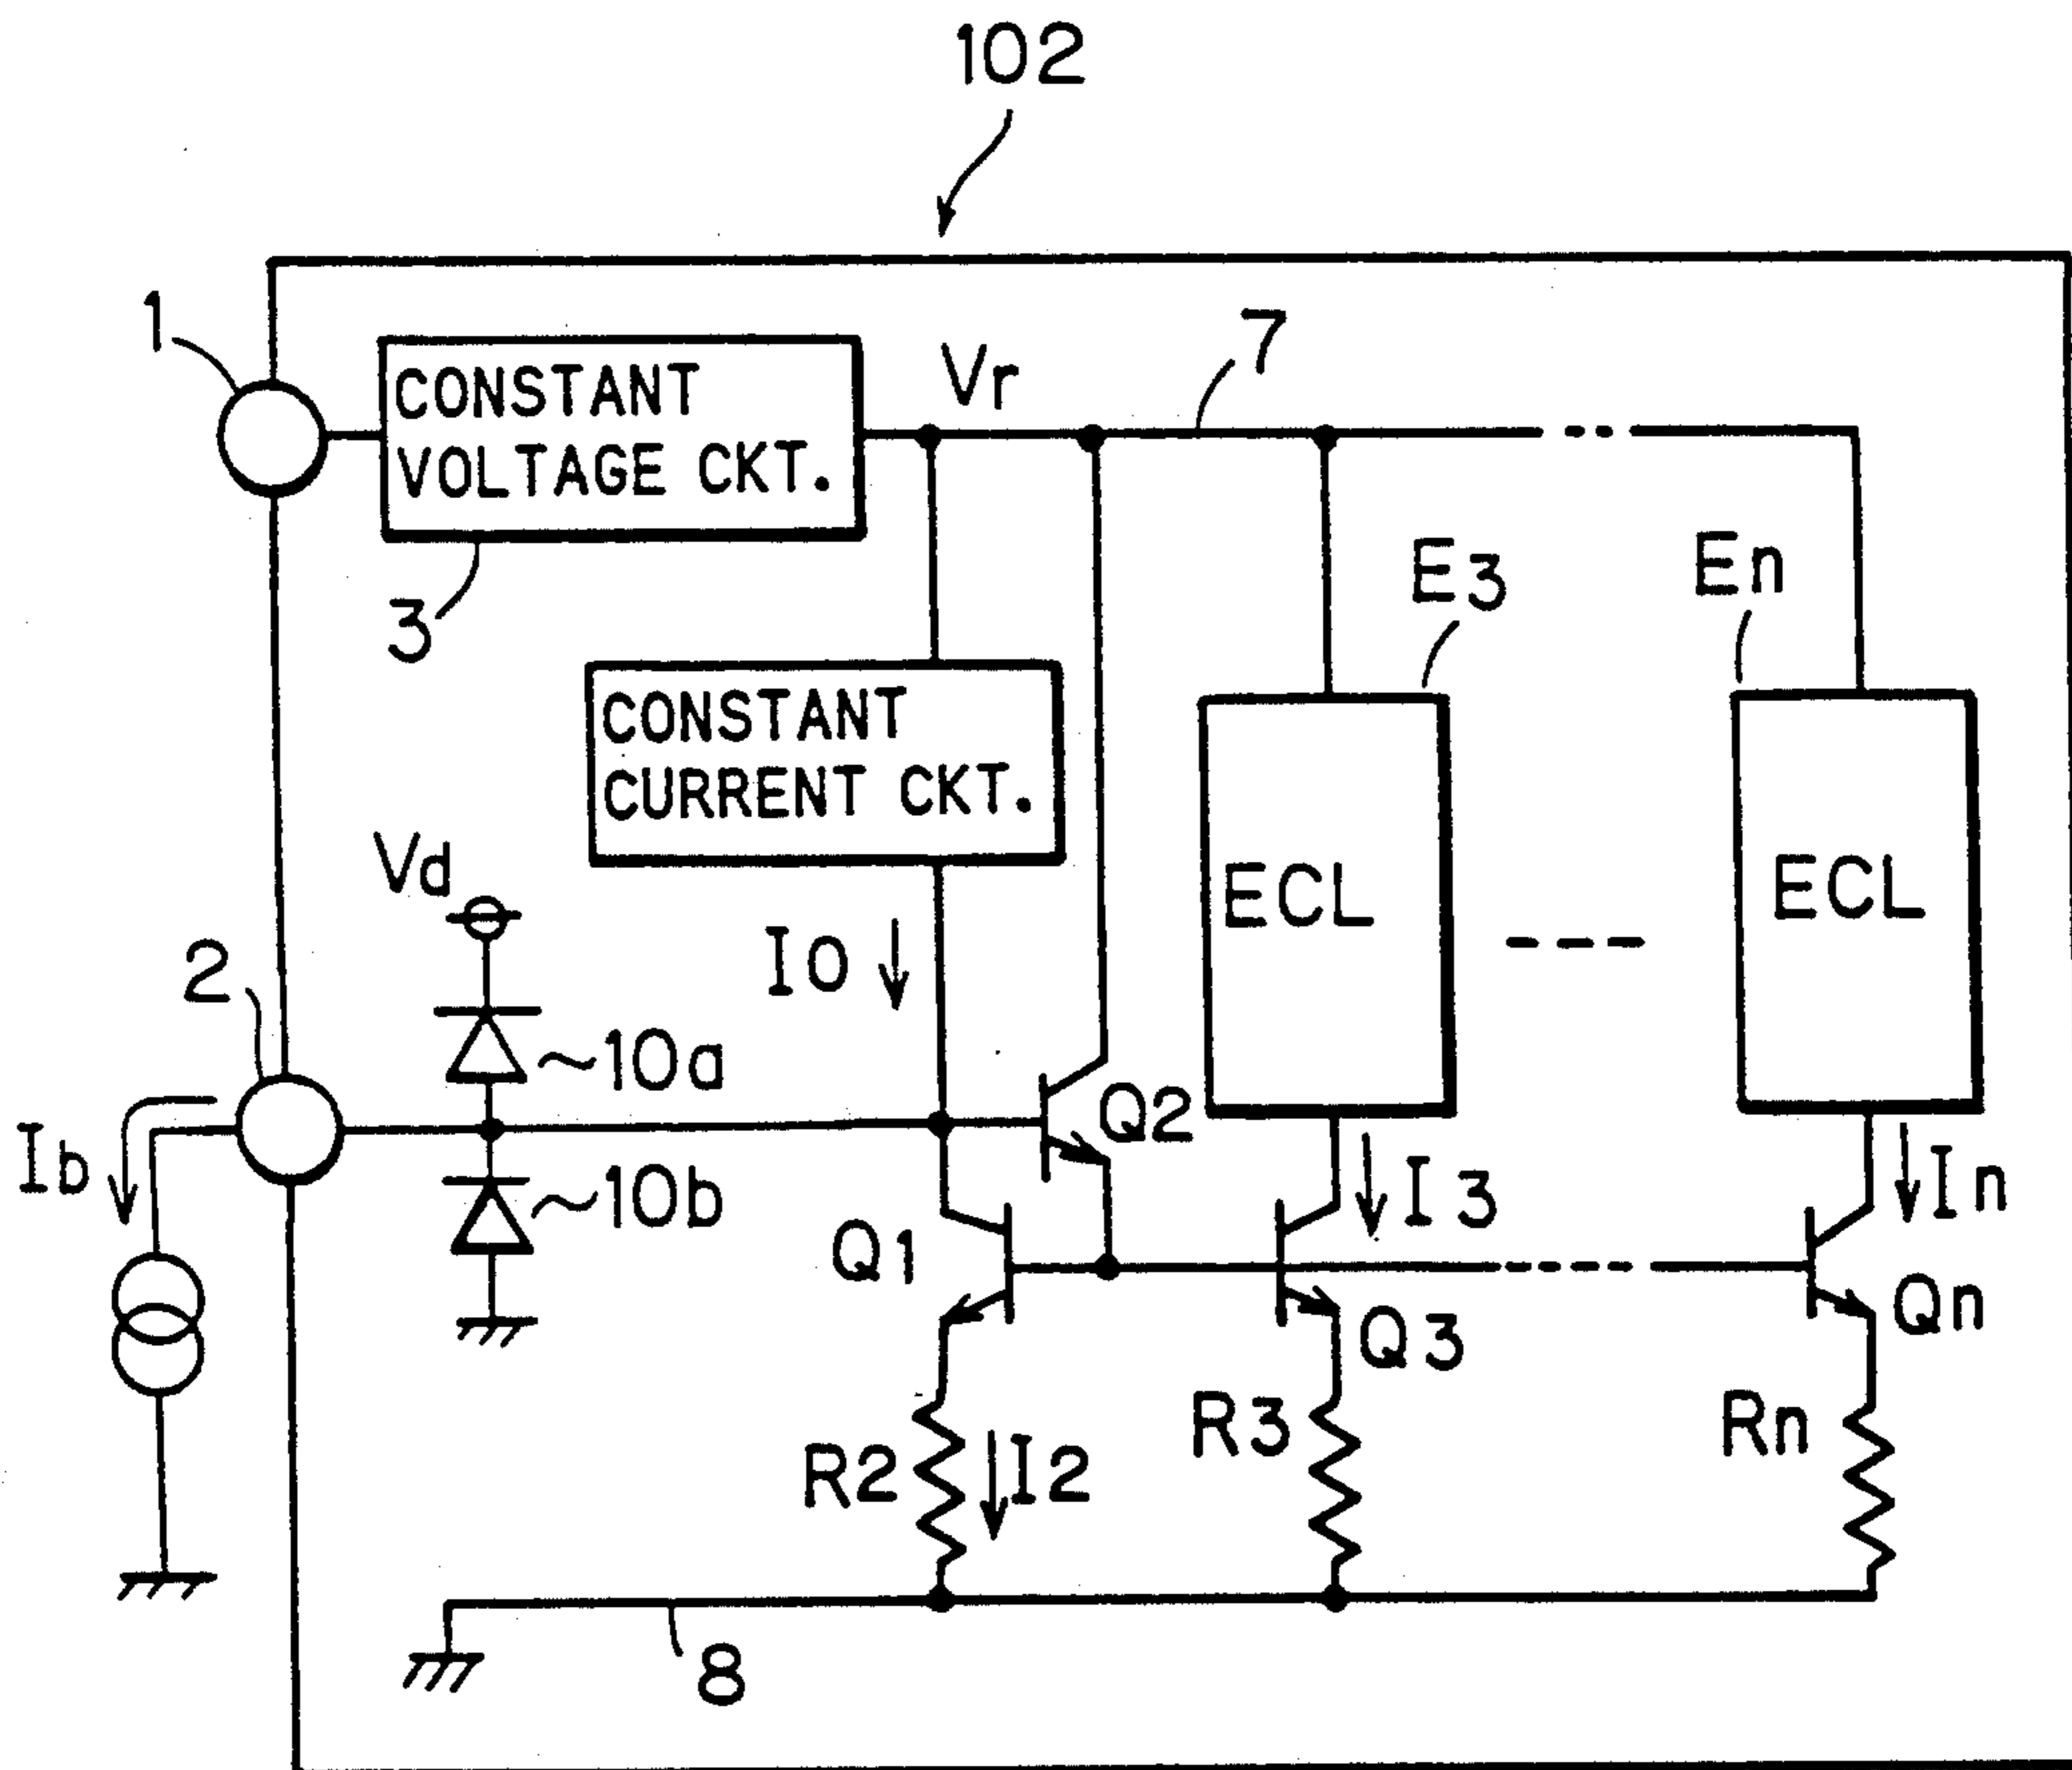 102
1
CONSTANT
VOLTAGE CKT.
Vr
7
3
E3
En
CONSTANT
CURRENT CKT.
Vd
ECL
ECL
I0
2
10a
Q2
Ib
10b
I3
In
Q1
Q3
Qn
R2
I2
R3
Rn
8